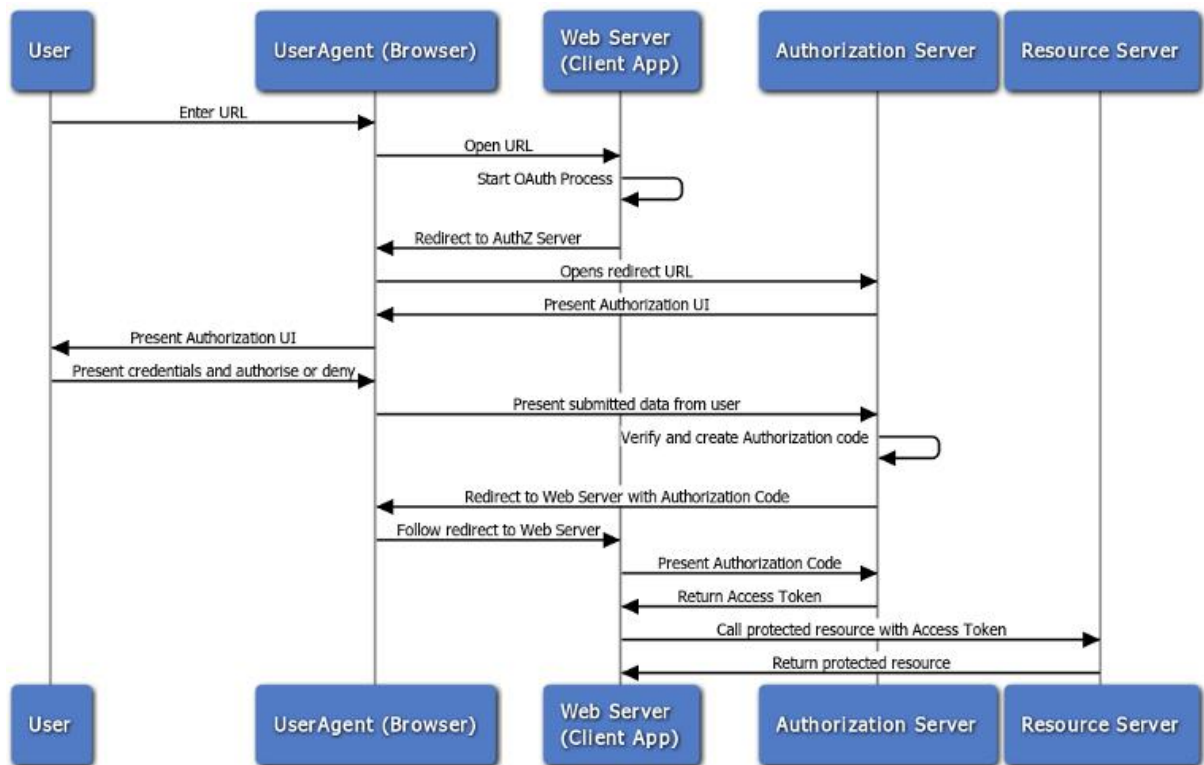 User
UserAgent (Browser)
Web Server
(Client App)
Authorization Server
Resource Server
Enter URL
Open URL
Start OAuth Process
Redirect to AuthZ Server
Opens redirect URL
Present Authorization UI
Present Authorization UI
Present credentials and authorise or deny
Present submitted data from user
Verify and create Authorization code
Redirect to Web Server with Authorization Code
Follow redirect to Web Server
Present Authorization Code
Return Access Token
Call protected resource with Access Token
Return protected resource
User
UserAgent (Browser)
Web Server
(Client App)
Authorization Server
Resource Server